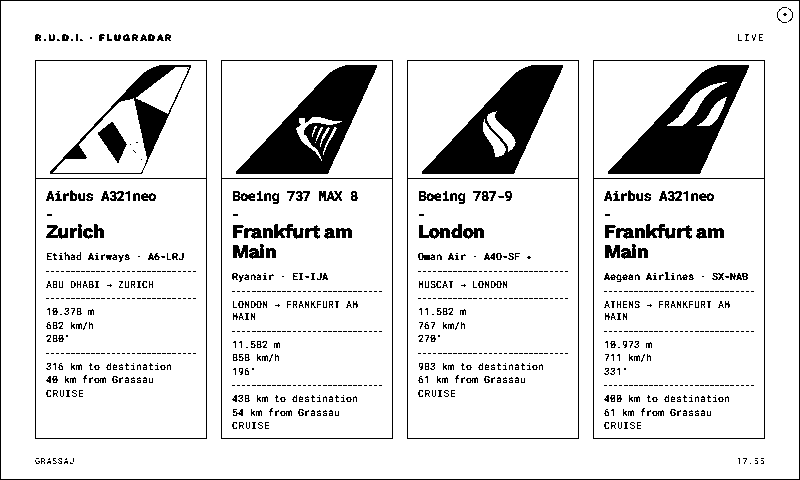 R.U.D.I. · FLUGRADAR
LIVE
Airbus A321neo
-
Zurich
Etihad Airways · A6-LRJ
ABU DHABI → ZURICH
10.378 m
682 km/h
280°
316 km to destination
40 km from Grassau
CRUISE
Boeing 737 MAX 8
-
Frankfurt am
Main
Ryanair · EI-IJA
LONDON → FRANKFURT AM
MAIN
11.582 m
858 km/h
196°
438 km to destination
54 km from Grassau
CRUISE
Boeing 787-9
-
London
Oman Air · A4O-SF ✦
MUSCAT → LONDON
11.582 m
767 km/h
270°
983 km to destination
61 km from Grassau
CRUISE
Airbus A321neo
-
Frankfurt am
Main
Aegean Airlines · SX-NAB
ATHENS → FRANKFURT AM
MAIN
10.973 m
711 km/h
331°
400 km to destination
61 km from Grassau
CRUISE
GRASSAU
17.55